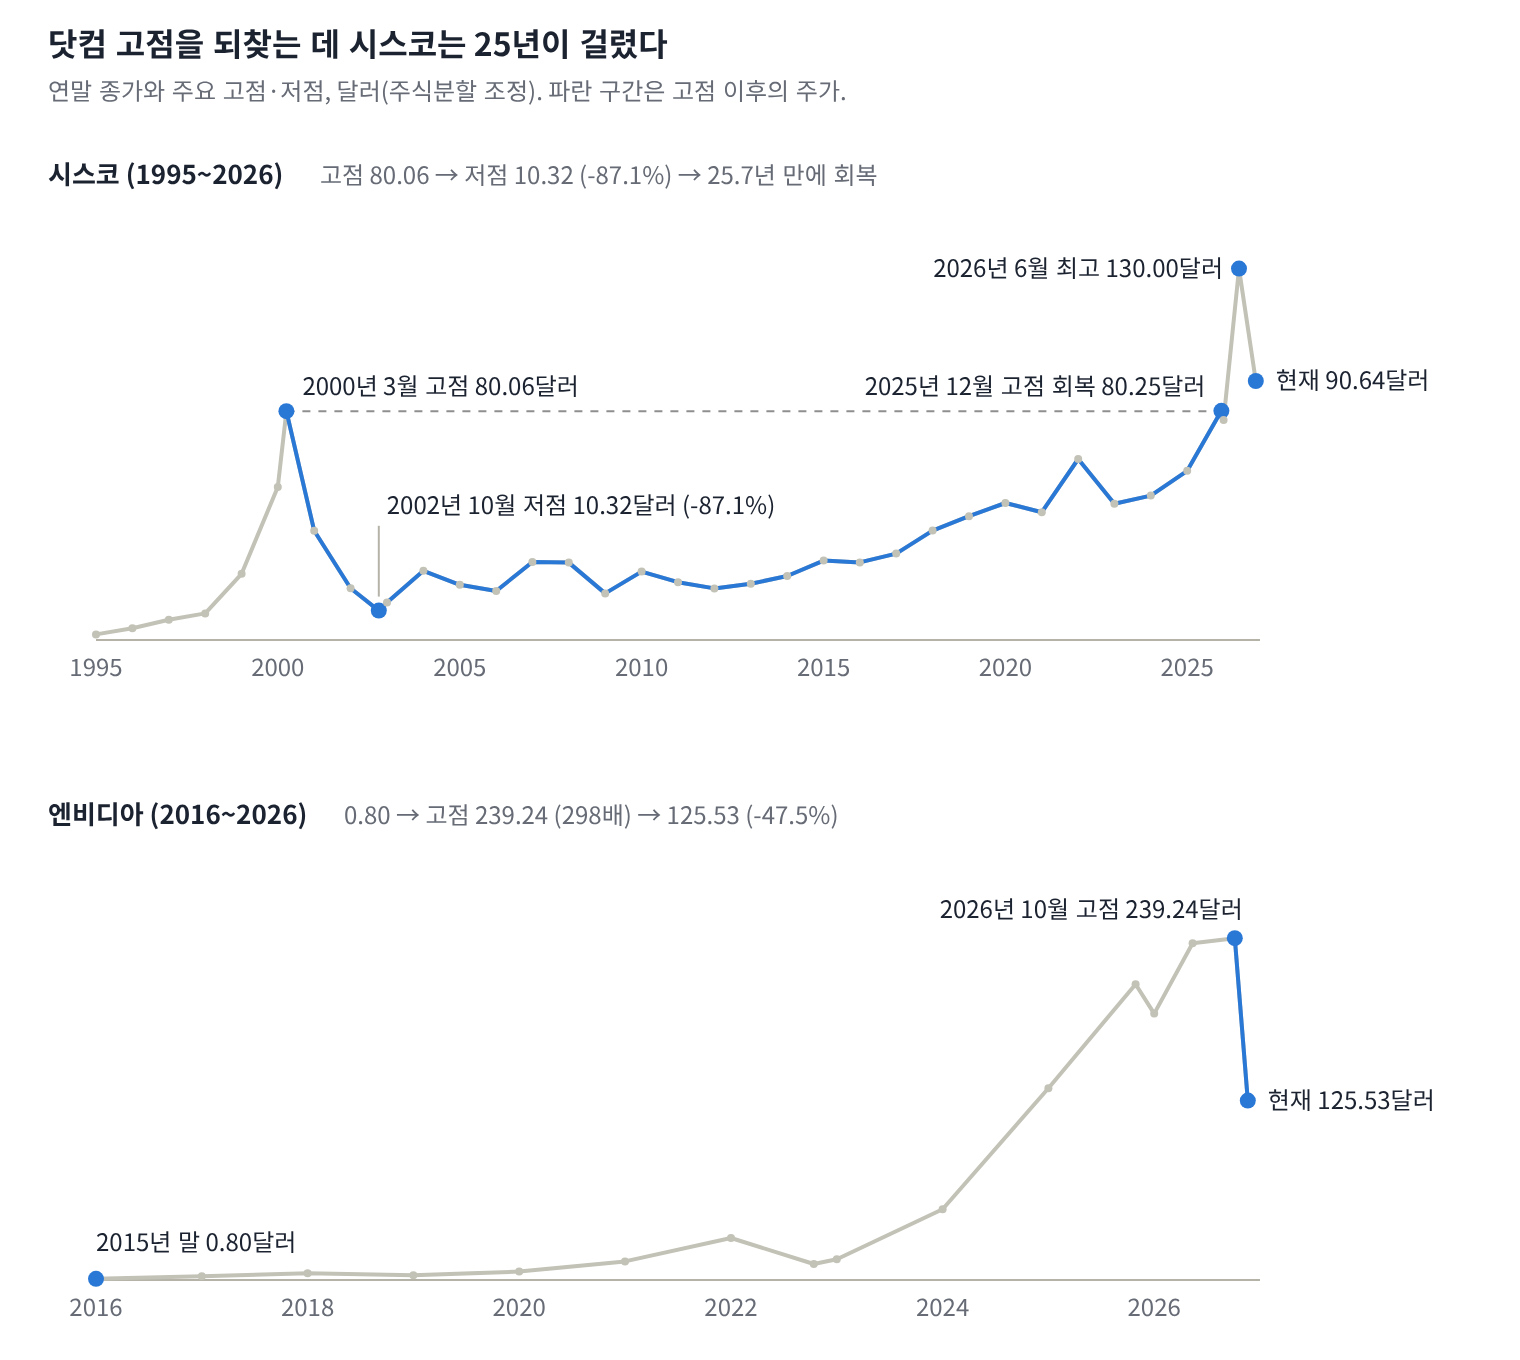 닷컴 고점을 되찾는 데 시스코는 25년이 걸렸다
연말 종가와 주요 고점·저점, 달러(주식분할 조정). 파란 구간은 고점 이후의 주가.
시스코 (1995~2026) 고점 80.06 → 저점 10.32 (-87.1%) → 25.7년 만에 회복
2026년 6월 최고 130.00달러
현재 90.64달러
2000년 3월 고점 80.06달러
2025년 12월 고점 회복 80.25달러
2002년 10월 저점 10.32달러 (-87.1%)
1995 2000 2005 2010 2015 2020 2025
엔비디아 (2016~2026) 0.80 → 고점 239.24 (298배) → 125.53 (-47.5%)
2026년 10월 고점 239.24달러
현재 125.53달러
2015년 말 0.80달러
2016 2018 2020 2022 2024 2026